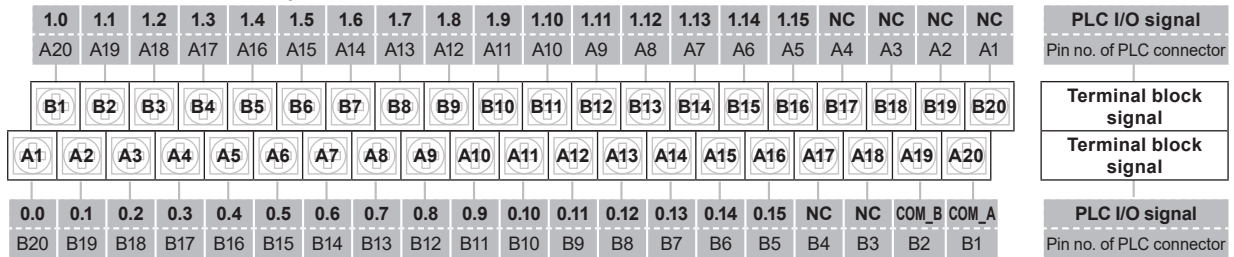 1.0 1.1 1.2 1.3 1.4 1.5 1.6 1.7 1.8 1.9 1.10 1.11 1.12 1.13 1.14 1.15 NC NC NC NC PLC I/O signal
A20 A19 A18 A17 A16 A15 A14 A13 A12 A11 A10 A9 A8 A7 A6 A5 A4 A3 A2 A1 Pin no. of PLC connector
B1 B2 B3 B4 B5 B6 B7 B8 B9 B10 B11 B12 B13 B14 B15 B16 B17 B18 B19 B20 Terminal block
signal
A1 A2 A3 A4 A5 A6 A7 A8 A9 A10 A11 A12 A13 A14 A15 A16 A17 A18 A19 A20 Terminal block
signal
0.0 0.1 0.2 0.3 0.4 0.5 0.6 0.7 0.8 0.9 0.10 0.11 0.12 0.13 0.14 0.15 NC NC COM_B COM_A PLC I/O signal
B20 B19 B18 B17 B16 B15 B14 B13 B12 B11 B10 B9 B8 B7 B6 B5 B4 B3 B2 B1 Pin no. of PLC connector